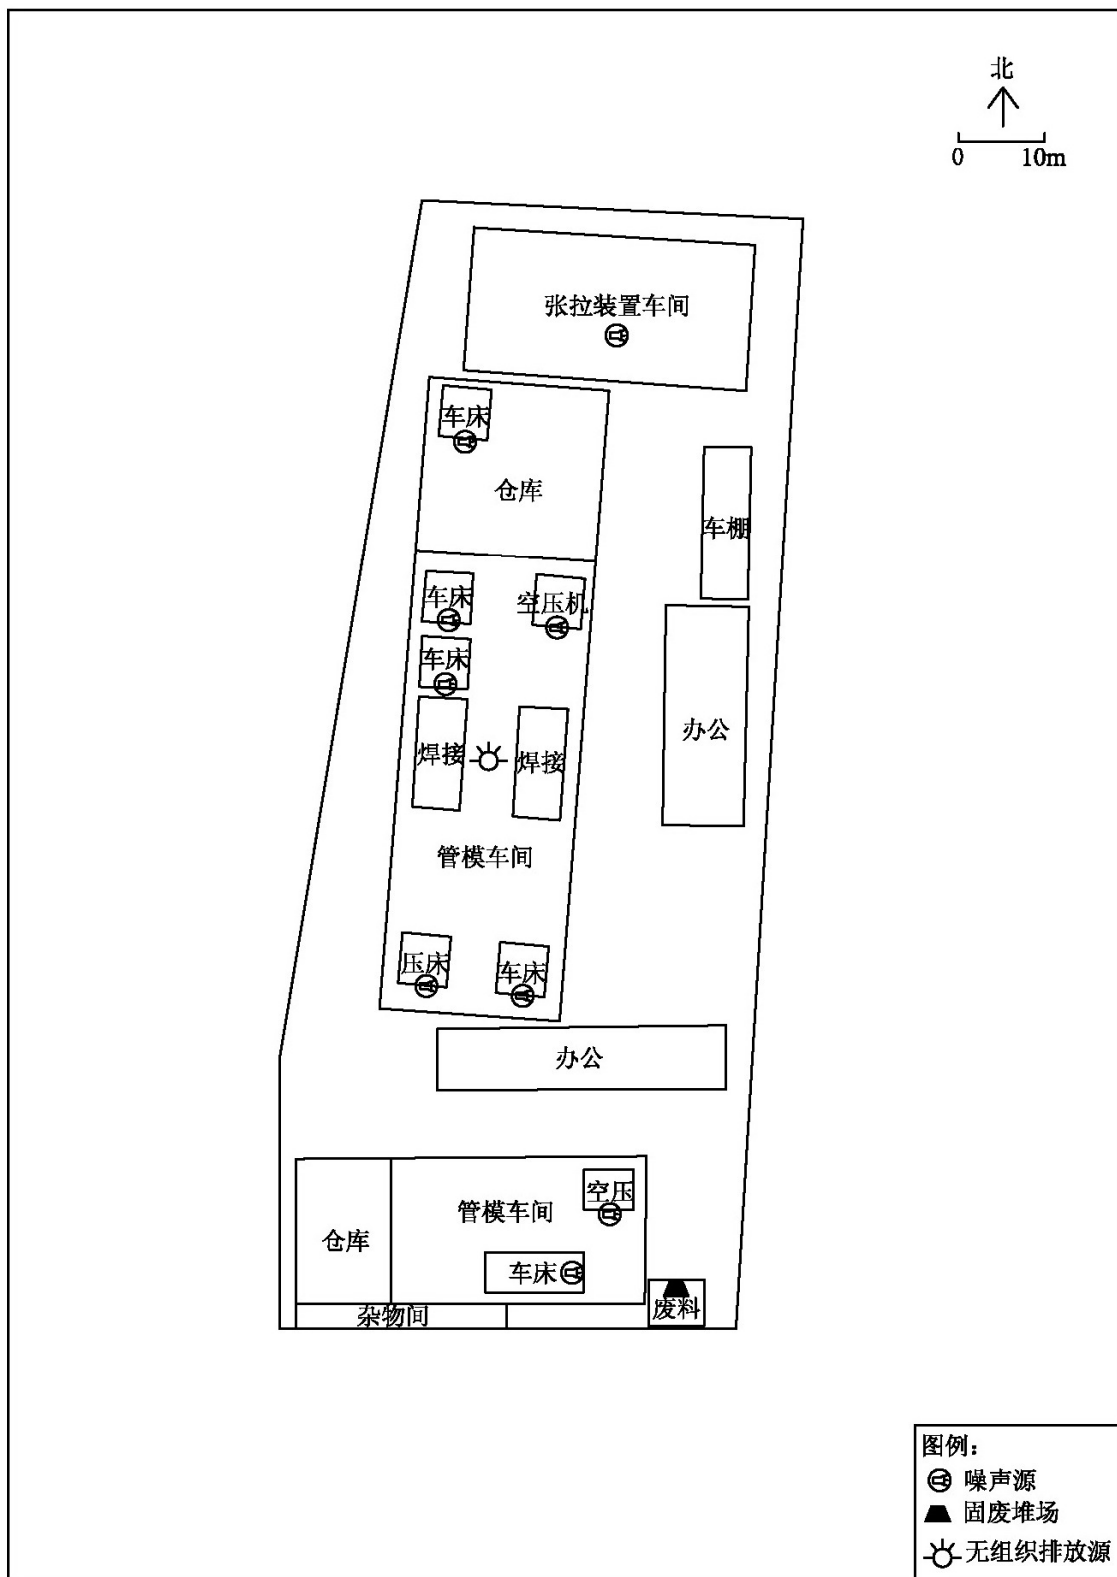 北
0 10m
张拉装置车间
车床
仓库
车棚
车床
空压机
车床
办公
焊接
焊接
管模车间
压床
车床
办公
空压
管模车间
仓库
车床
废料
杂物间
图例：
噪声源
固废堆场
无组织排放源